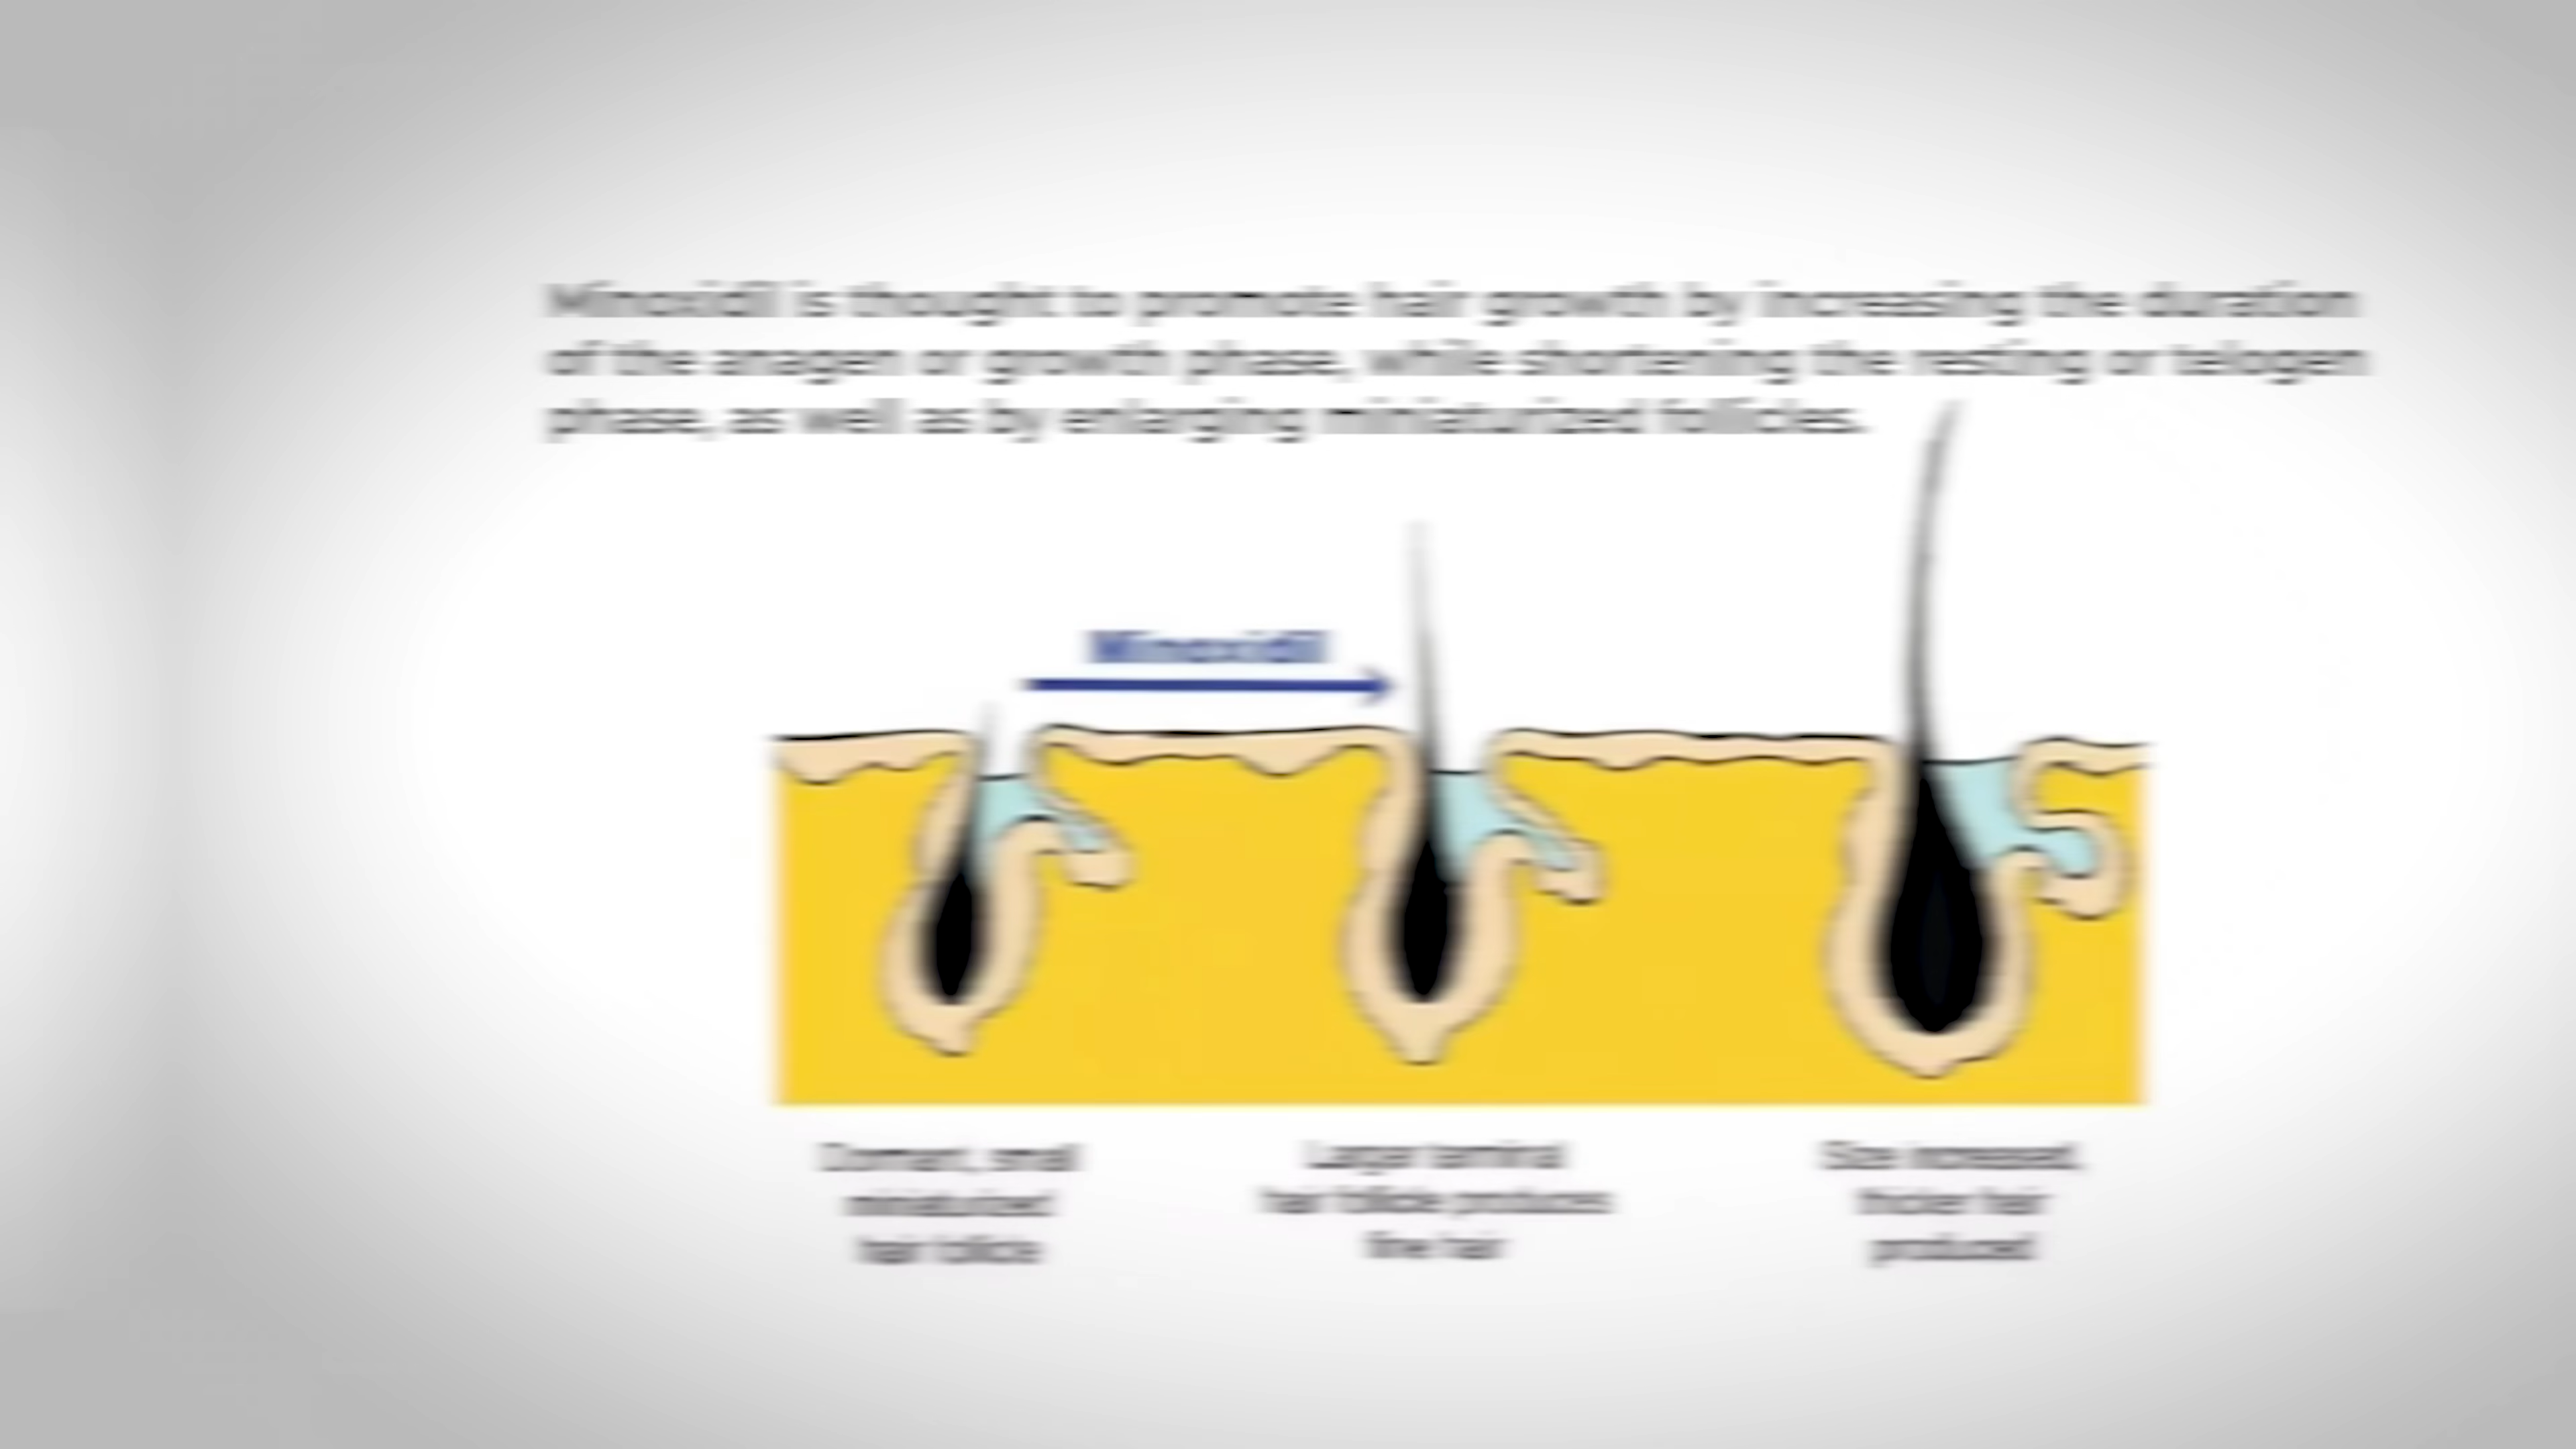 Minoxidil is thought to promote hair growth by increasing the duration
of the anagen or growth phase, while shortening the resting or telogen
phase, as well as by enlarging miniaturized follicles.
Minoxidil
Dormant, small
miniaturized
hair follicle
Larger terminal
hair follicle produces
fine hair
Size increased,
thicker hair
produced